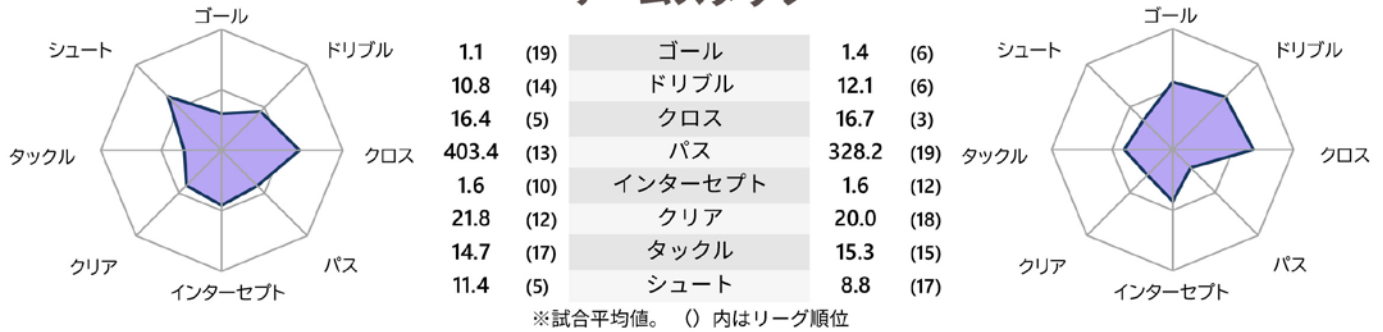 ゴール
シュート
ドリブル
タックル
クロス
クリア
パス
インターセプト
1.1 (19) ゴール 1.4 (6)
10.8 (14) ドリブル 12.1 (6)
16.4 (5) クロス 16.7 (3)
403.4 (13) パス 328.2 (19)
1.6 (10) インターセプト 1.6 (12)
21.8 (12) クリア 20.0 (18)
14.7 (17) タックル 15.3 (15)
11.4 (5) シュート 8.8 (17)
※試合平均値。 （）内はリーグ順位
ゴール
シュート
ドリブル
タックル
クロス
クリア
パス
インターセプト